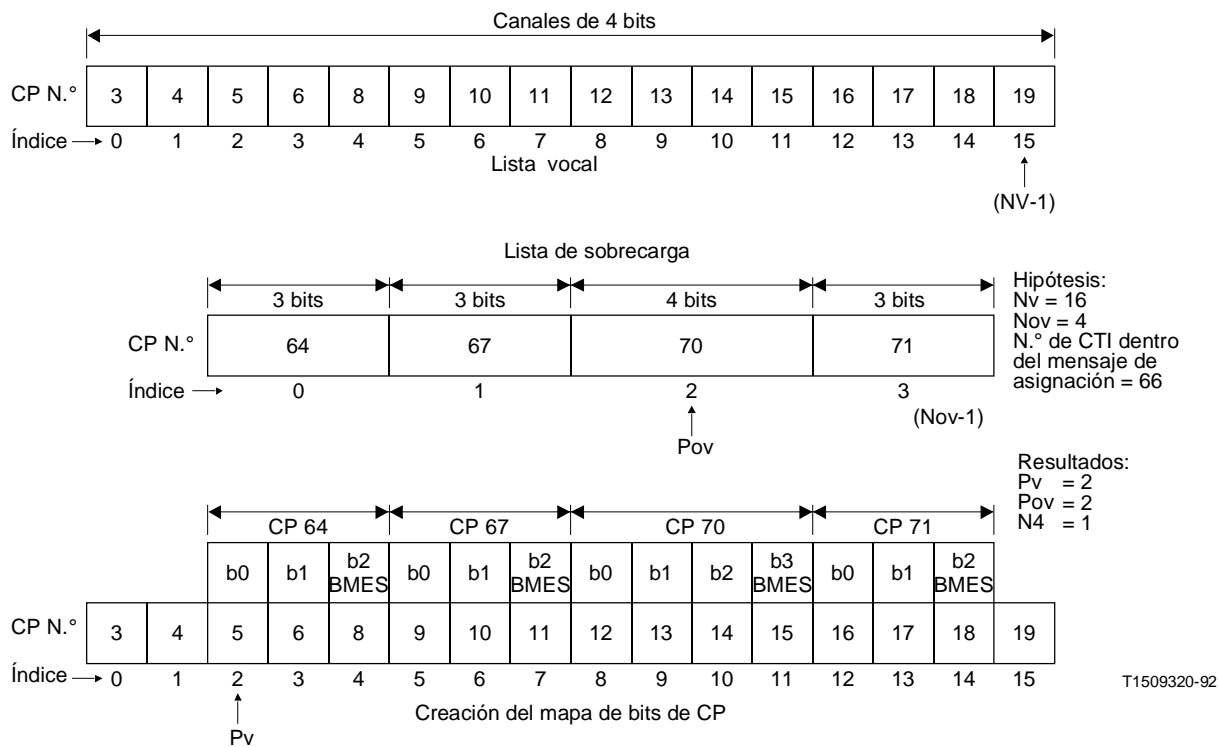 Canales de 4 bits
CP N.° 3 4 5 6 8 9 10 11 12 13 14 15 16 17 18 19
Índice 0 1 2 3 4 5 6 7 8 9 10 11 12 13 14 15
Lista vocal
(NV-1)
Lista de sobrecarga
3 bits 3 bits 4 bits 3 bits
CP N.° 64 67 70 71
Índice 0 1 2 3
(Nov-1)
Pov
Hipótesis:
Nv = 16
Nov = 4
N.° de CTI dentro
del mensaje de
asignación = 66
Resultados:
Pv = 2
Pov = 2
N4 = 1
CP 64 CP 67 CP 70 CP 71
b0 b1 b2 BMES b0 b1 b2 BMES b0 b1 b2 b3 BMES b0 b1 b2 BMES
CP N.° 3 4 5 6 8 9 10 11 12 13 14 15 16 17 18 19
Índice 0 1 2 3 4 5 6 7 8 9 10 11 12 13 14 15
T1509320-92
Creación del mapa de bits de CP
Pv